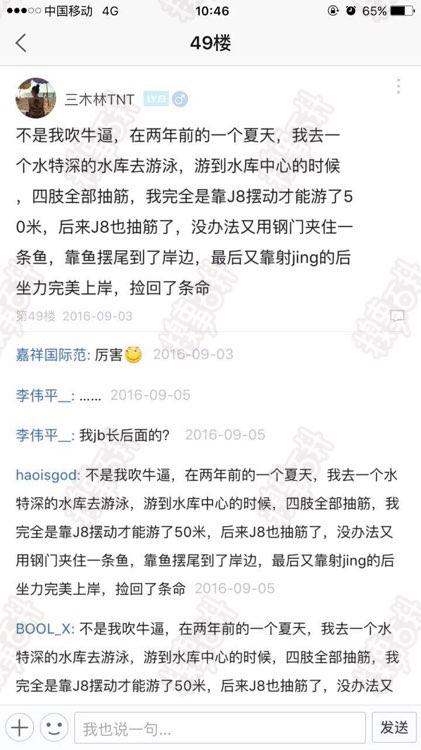 中国移动 4G 10:46 65%
49楼
三木林TNT LV8
不是我吹牛逼，在两年前的一个夏天，我去一
个水特深的水库去游泳，游到水库中心的时候
，四肢全部抽筋，我完全是靠J8摆动才能游了5
0米，后来J8也抽筋了，没办法又用钢门夹住一
条鱼，靠鱼摆尾到了岸边，最后又靠射jing的后
坐力完美上岸，捡回了条命
第49楼 2016-09-03
嘉祥国际范: 厉害 2016-09-03
李伟平__: ...... 2016-09-05
李伟平__: 我jb长后面的？ 2016-09-05
haoisgod: 不是我吹牛逼，在两年前的一个夏天，我去一个水
特深的水库去游泳，游到水库中心的时候，四肢全部抽筋，我
完全是靠J8摆动才能游了50米，后来J8也抽筋了，没办法又
用钢门夹住一条鱼，靠鱼摆尾到了岸边，最后又靠射jing的后
坐力完美上岸，捡回了条命 2016-09-05
BOOL_X: 不是我吹牛逼，在两年前的一个夏天，我去一个水
特深的水库去游泳，游到水库中心的时候，四肢全部抽筋，我
完全是靠J8摆动才能游了50米，后来J8也抽筋了，没办法又
我也说一句... 发送